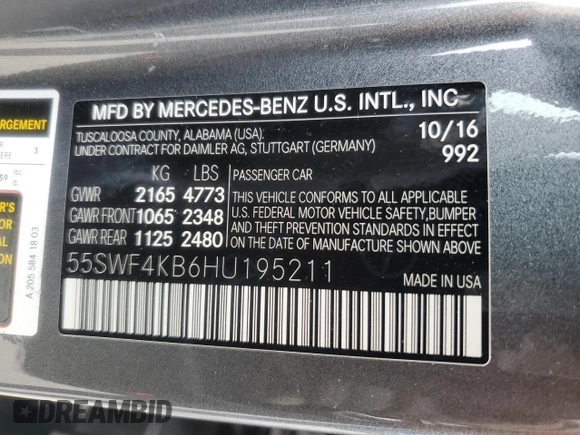 MFD BY MERCEDES-BENZ U.S. INTL., INC
TUSCALOOSA COUNTY, ALABAMA (USA). 10/16
UNDER CONTRACT FOR DAIMLER AG, STUTTGART (GERMANY) 992
KG LBS PASSENGER CAR
GVWR 2165 4773
GAWR FRONT 1065 2348
GAWR REAR 1125 2480
THIS VEHICLE CONFORMS TO ALL APPLICABLE
U.S. FEDERAL MOTOR VEHICLE SAFETY,BUMPER
AND THEFT PREVENTION STANDARDS IN EFFECT
ON THE DATE OF MANUFACTURE SHOWN ABOVE.
55SWF4KB6HU195211
MADE IN USA
A 205 584 18 03
DREAMBID